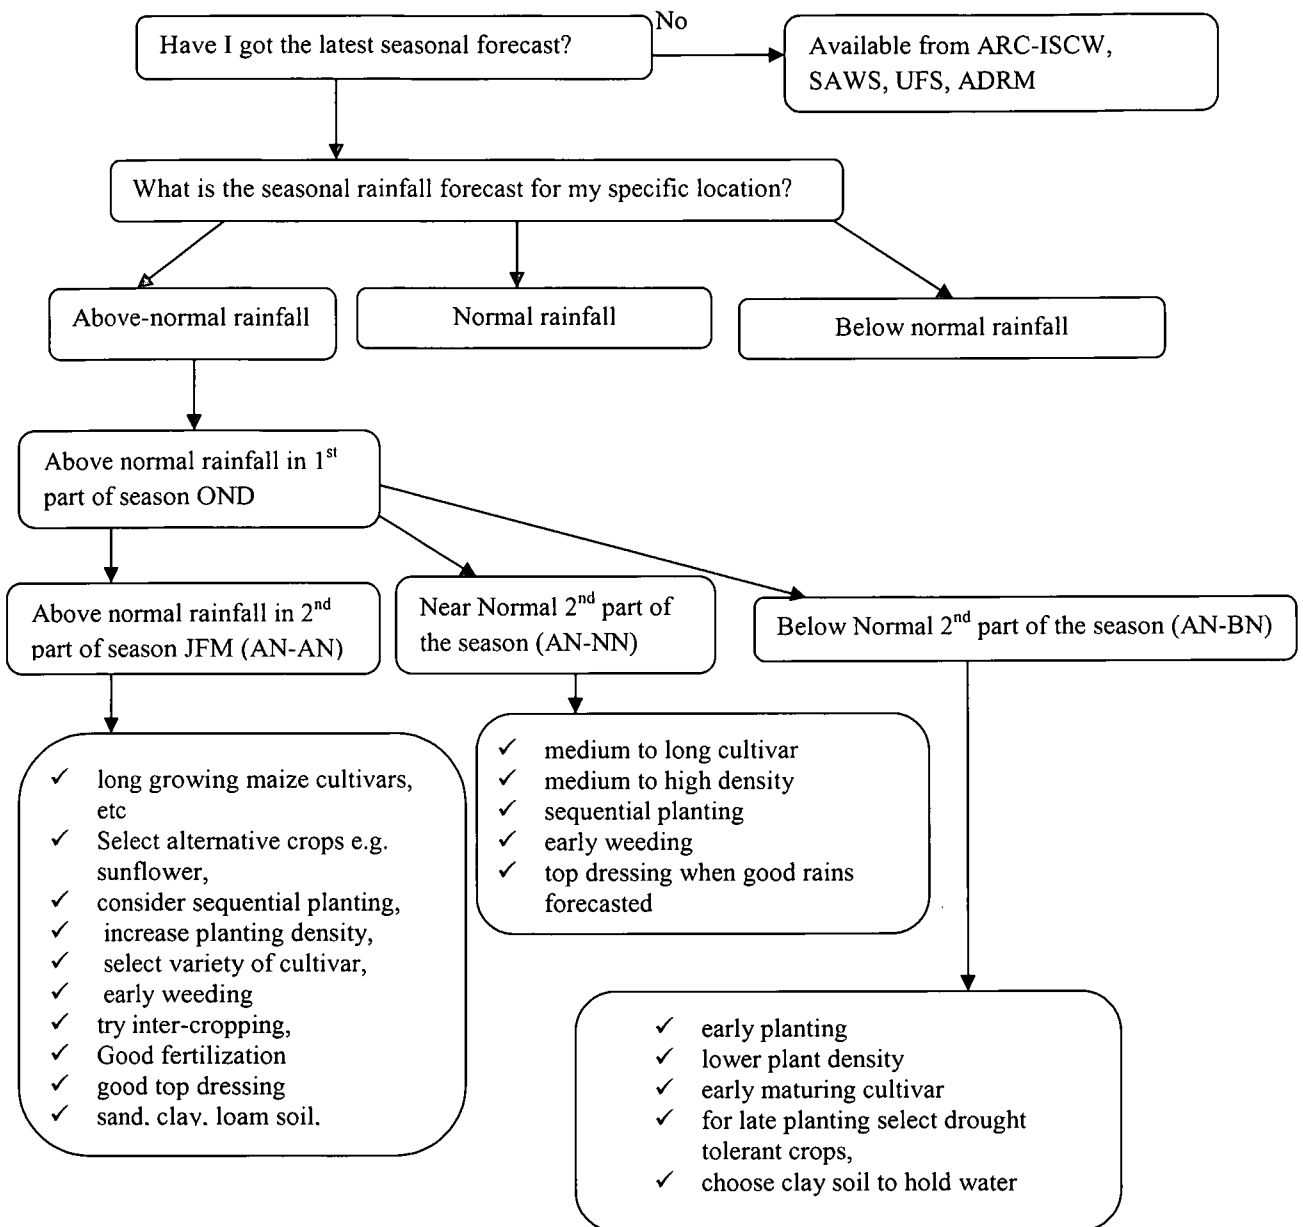 Have I got the latest seasonal forecast?
No
Available from ARC-ISCW,
SAWS, UFS, ADRM
What is the seasonal rainfall forecast for my specific location?
Above-normal rainfall
Normal rainfall
Below normal rainfall
Above normal rainfall in 1st
part of season OND
Above normal rainfall in 2nd
part of season JFM (AN-AN)
Near Normal 2nd part of
the season (AN-NN)
Below Normal 2nd part of the season (AN-BN)
✓ long growing maize cultivars,
etc
✓ Select alternative crops e.g.
sunflower,
✓ consider sequential planting,
✓ increase planting density,
✓ select variety of cultivar,
✓ early weeding
✓ try inter-cropping,
✓ Good fertilization
✓ good top dressing
✓ sand, clay, loam soil.
✓ medium to long cultivar
✓ medium to high density
✓ sequential planting
✓ early weeding
✓ top dressing when good rains
forecasted
✓ early planting
✓ lower plant density
✓ early maturing cultivar
✓ for late planting select drought
tolerant crops,
✓ choose clay soil to hold water